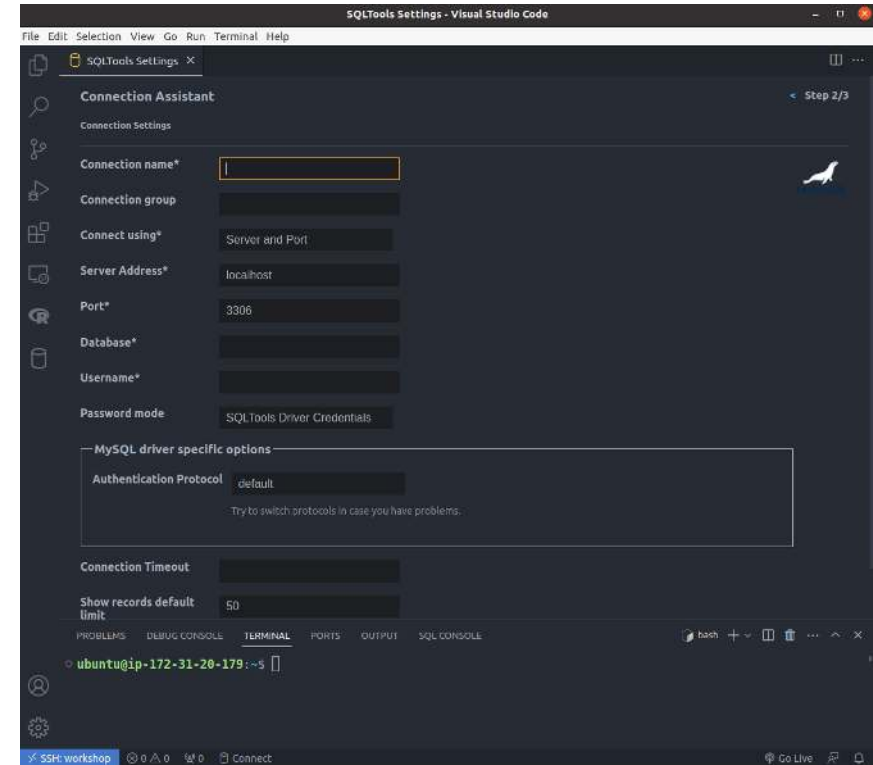 SQLTools Settings - Visual Studio Code
File Edit Selection View Go Run Terminal Help
SQLTools Settings
Connection Assistant
< Step 2/3
Connection Settings
Connection name*
Connection group
Connect using* Server and Port
Server Address* localhost
Port* 3306
Database*
Username*
Password mode SQLTools Driver Credentials
MySQL driver specific options
Authentication Protocol default
Try to switch protocols in case you have problems.
Connection Timeout
Show records default limit 50
PROBLEMS DEBUG CONSOLE TERMINAL PORTS OUTPUT SQL CONSOLE
bash
ubuntu@ip-172-31-20-179:~$
SSH: workshop 0 0 0 Connect Go Live